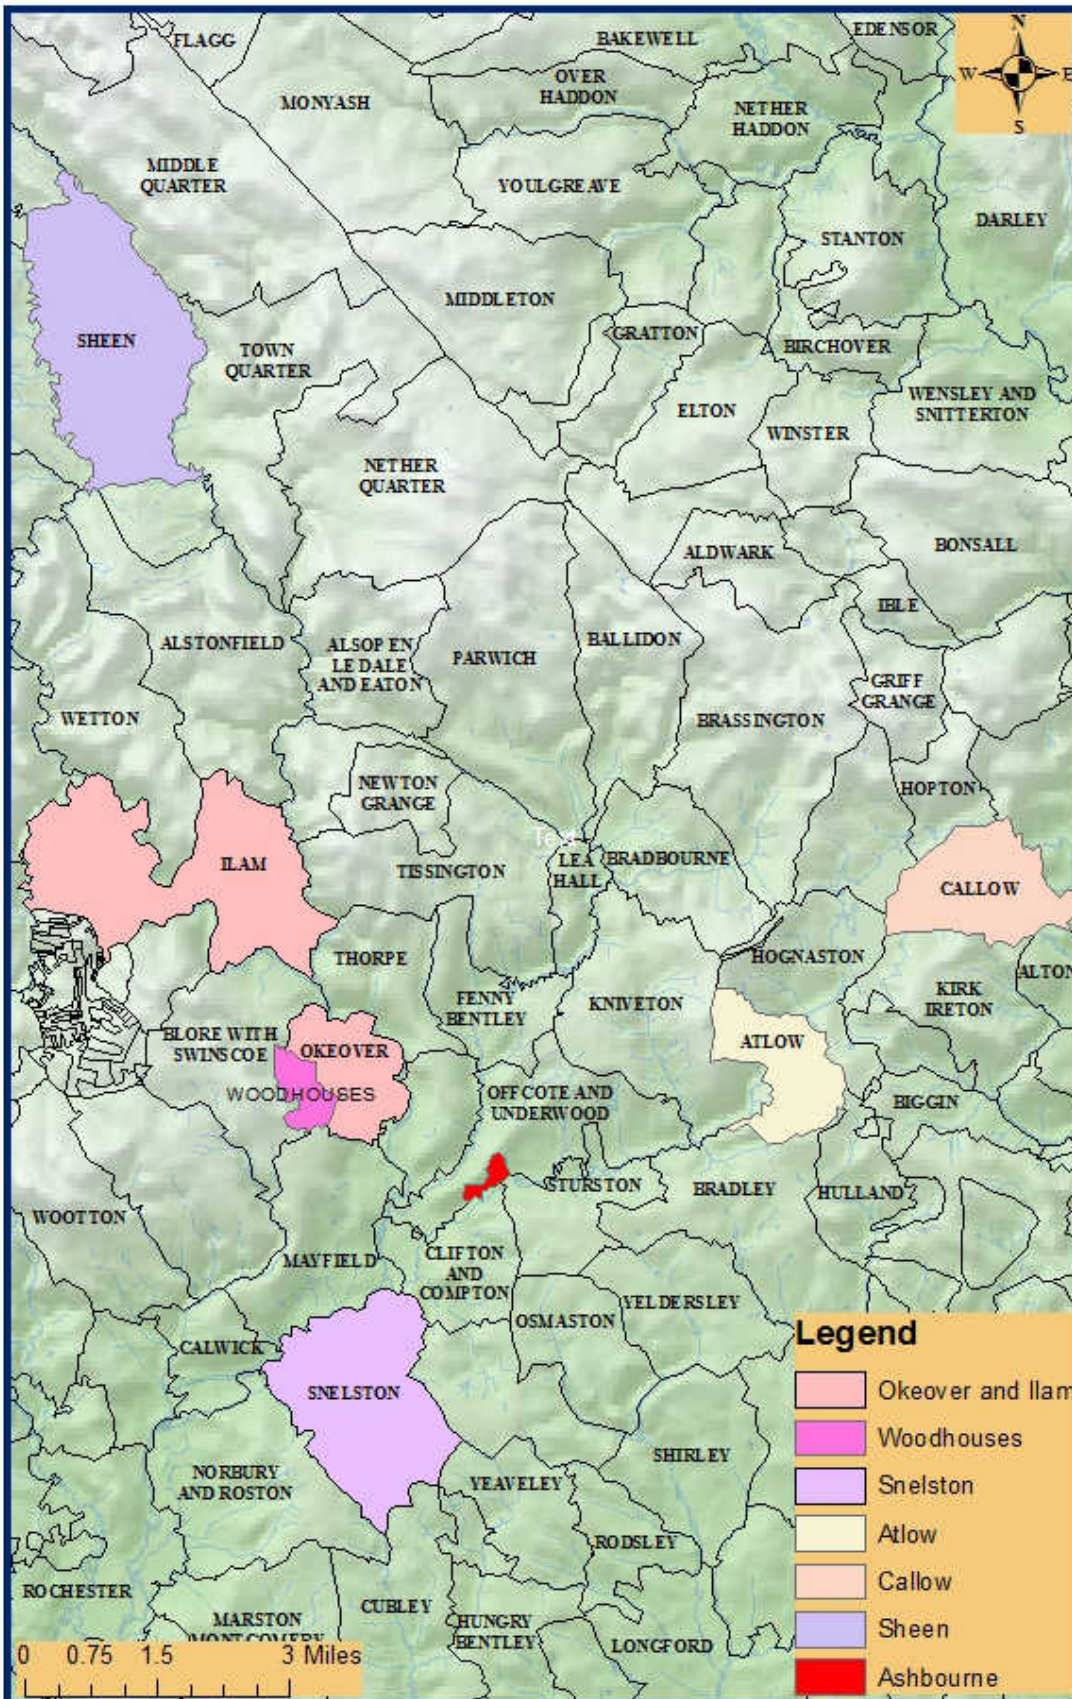 FLAGG
BAKEWELL
EDENSOR
N
W
E
S
MONYASH
OVER
HADDON
NETHER
HADDON
MIDDLE
QUARTER
YOULGREAVE
DARLEY
STANTON
MIDDLETON
SHEEN
TOWN
QUARTER
GRATTON
BIRCHOVER
ELTON
WENSLEY AND
SNITTERTON
WINSTER
NETHER
QUARTER
ALDWARK
BONSALL
IBLE
ALSTONFIELD
ALSOP EN
LE DALE
AND EATON
PARWICH
BALLIDON
GRIFF
GRANGE
WETTON
BRASSINGTON
NEWTON
GRANGE
HOPTON
Text
ILAM
TISSINGTON
LEA
HALL
BRADBOURNE
CALLOW
THORPE
HOGNASTON
ALTON
FENNY
BENTLEY
KNIVETON
KIRK
IRETON
BLORE WITH
SWINSCOE
OKEOVER
ATLOW
WOODHOUSES
OFFCOTE AND
UNDERWOOD
BIGGIN
STURSTON
BRADLEY
HULLAND
WOOTTON
MAYFIELD
CLIFTON
AND
COMPTON
OSMASTON
YELDERSLEY
CALWICK
SNELSTON
NORBURY
AND ROSTON
YEAVELEY
SHIRLEY
RODSLEY
ROCHESTER
MARSTON
MONTGOMERY
CUBLEY
HUNGRY
BENTLEY
LONGFORD
0 0.75 1.5 3 Miles
Legend
Okeover and Ilam
Woodhouses
Snelston
Atlow
Callow
Sheen
Ashbourne